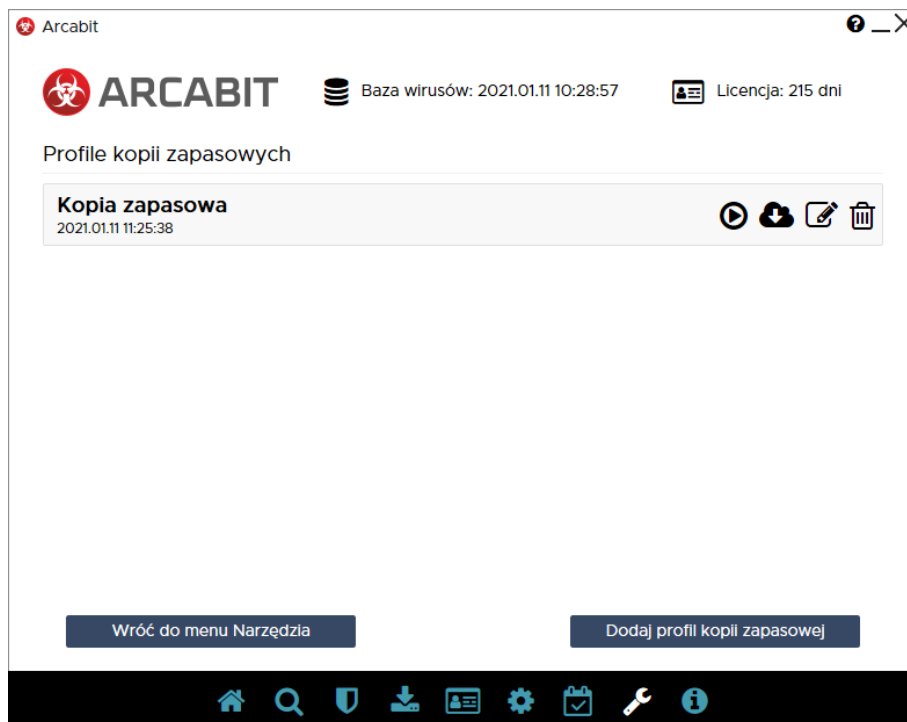 Arcabit
ARCABIT
Baza wirusów: 2021.01.11 10:28:57
Licencja: 215 dni
Profile kopii zapasowych
Kopia zapasowa
2021.01.11 11:25:38
Wróć do menu Narzędzia
Dodaj profil kopii zapasowej